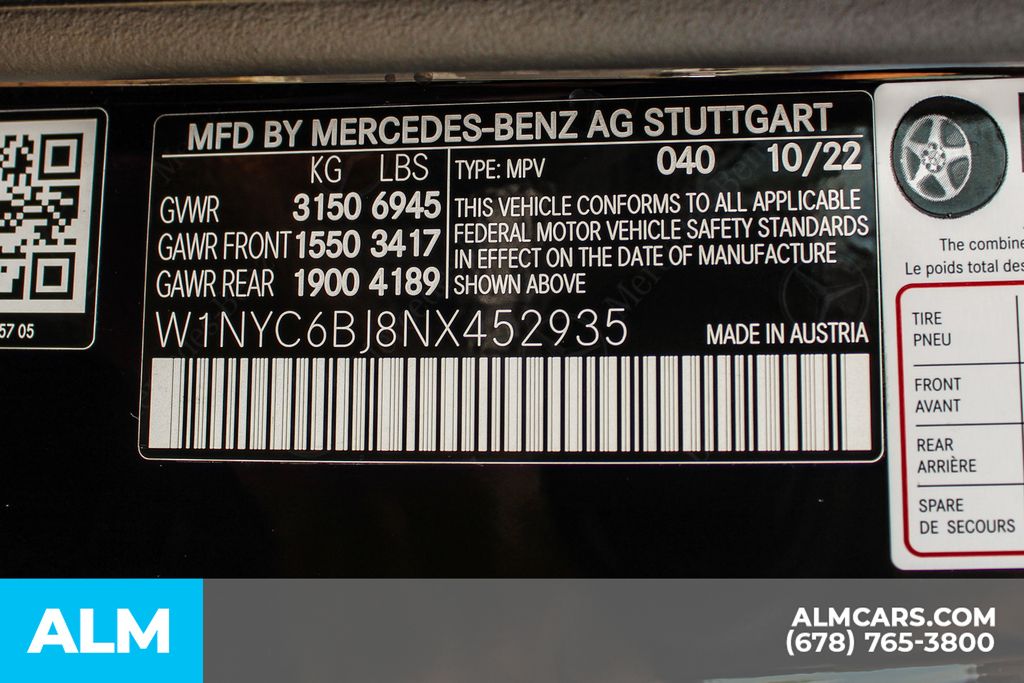 MFD BY MERCEDES-BENZ AG STUTTGART
KG LBS
GVWR 3150 6945
GAWR FRONT 1550 3417
GAWR REAR 1900 4189
TYPE: MPV 040 10/22
THIS VEHICLE CONFORMS TO ALL APPLICABLE
FEDERAL MOTOR VEHICLE SAFETY STANDARDS
IN EFFECT ON THE DATE OF MANUFACTURE
SHOWN ABOVE
W1NYC6BJ8NX452935
MADE IN AUSTRIA
57 05
The combine
Le poids total des
TIRE
PNEU
FRONT
AVANT
REAR
ARRIÈRE
SPARE
DE SECOURS
ALM
ALMCARS.COM
(678) 765-3800